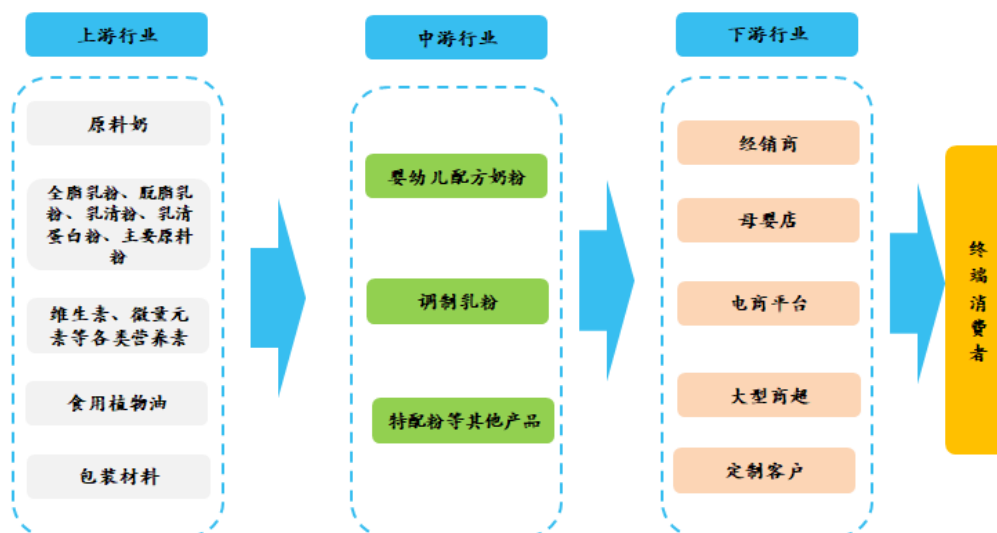 上游行业
中游行业
下游行业
原料奶
全脂乳粉、脱脂乳
粉、乳清粉、乳清
蛋白粉、主要原料
粉
维生素、微量元
素等各类营养素
食用植物油
包装材料
婴幼儿配方奶粉
调制乳粉
特配粉等其他产品
经销商
母婴店
电商平台
大型商超
定制客户
终
端
消
费
者